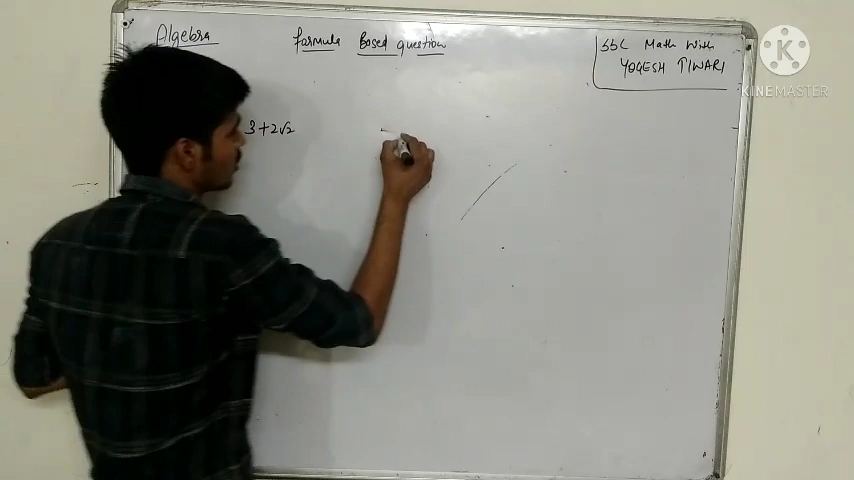 Algebra
Formula Based question
SSC Math With
YOGESH TIWARI
KINEMASTER
3+2√2